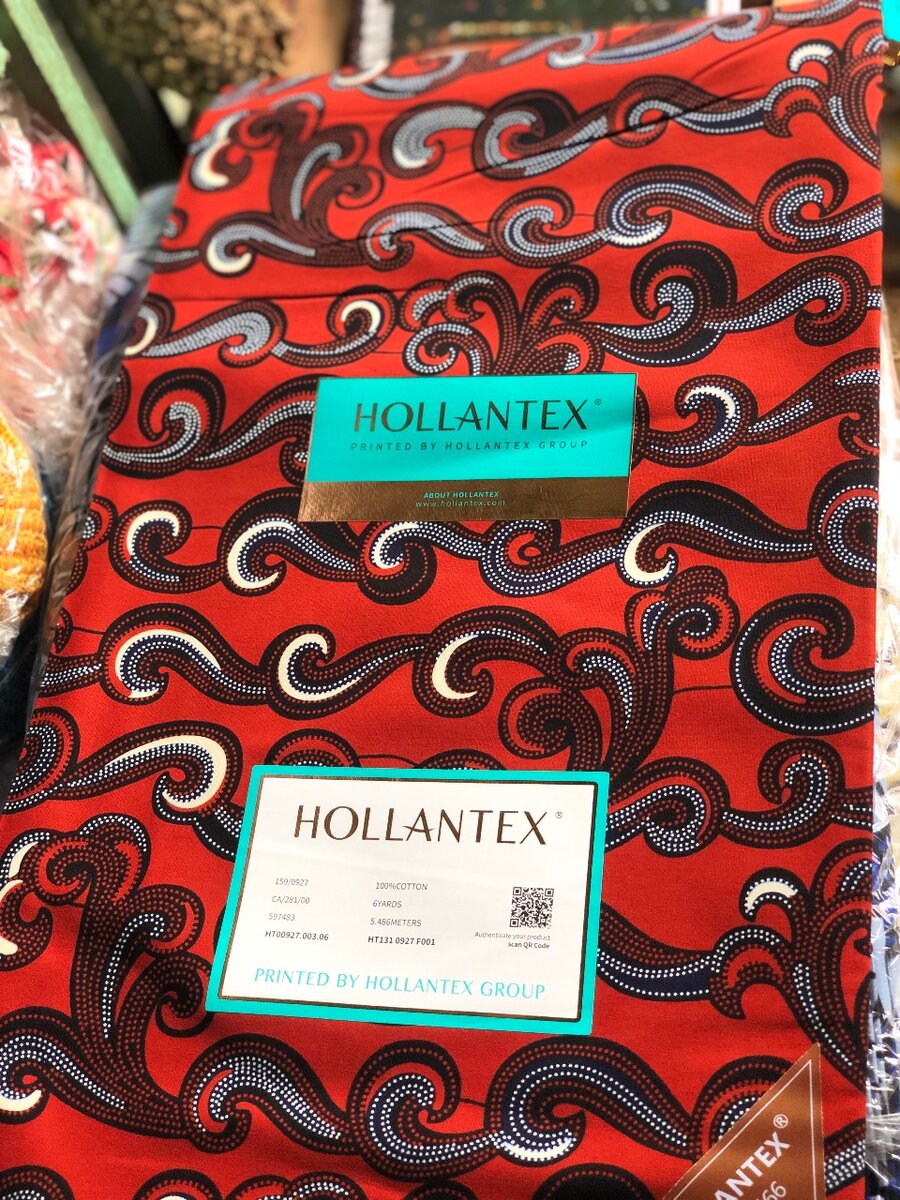 HOLLANTEX®
PRINTED BY HOLLANTEX GROUP
ABOUT HOLLANTEX
www.hollantex.com
HOLLANTEX®
159/0927
CA/281/00
597483
HT00927.003.06
100%COTTON
6YARDS
5.486METERS
HT131 0927 F001
Authenticate your product
scan QR Code
PRINTED BY HOLLANTEX GROUP
ANTEX®
66